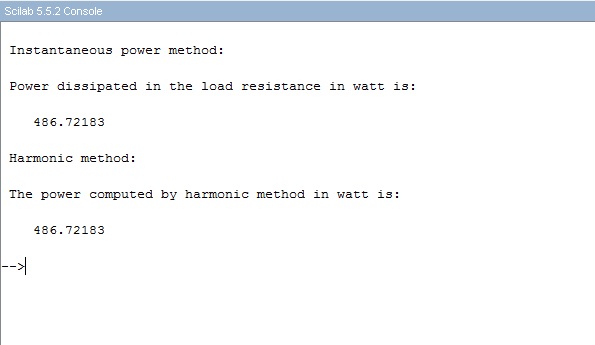 Scilab 5.5.2 Console
Instantaneous power method:
Power dissipated in the load resistance in watt is:
486.72183
Harmonic method:
The power computed by harmonic method in watt is:
486.72183
-->